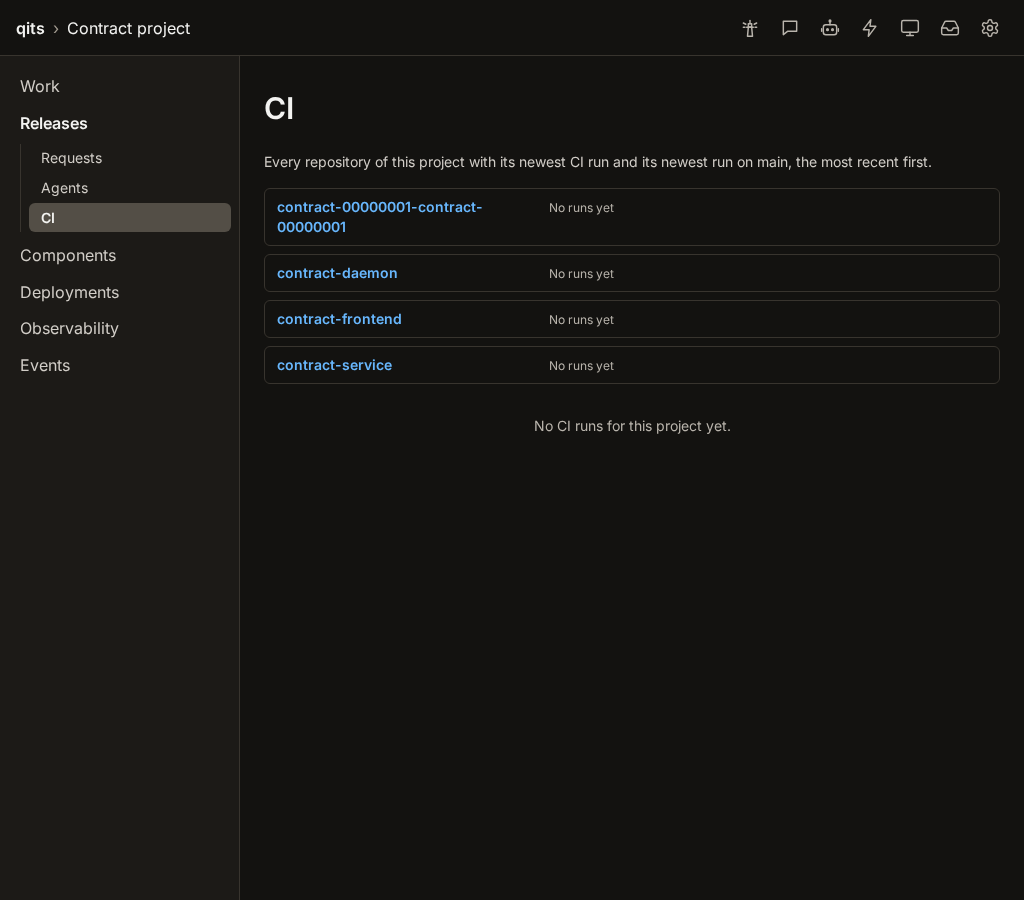 qits › Contract project
Work
Releases
Requests
Agents
CI
Components
Deployments
Observability
Events
CI
Every repository of this project with its newest CI run and its newest run on main, the most recent first.
contract-00000001-contract-
00000001
No runs yet
contract-daemon
No runs yet
contract-frontend
No runs yet
contract-service
No runs yet
No CI runs for this project yet.